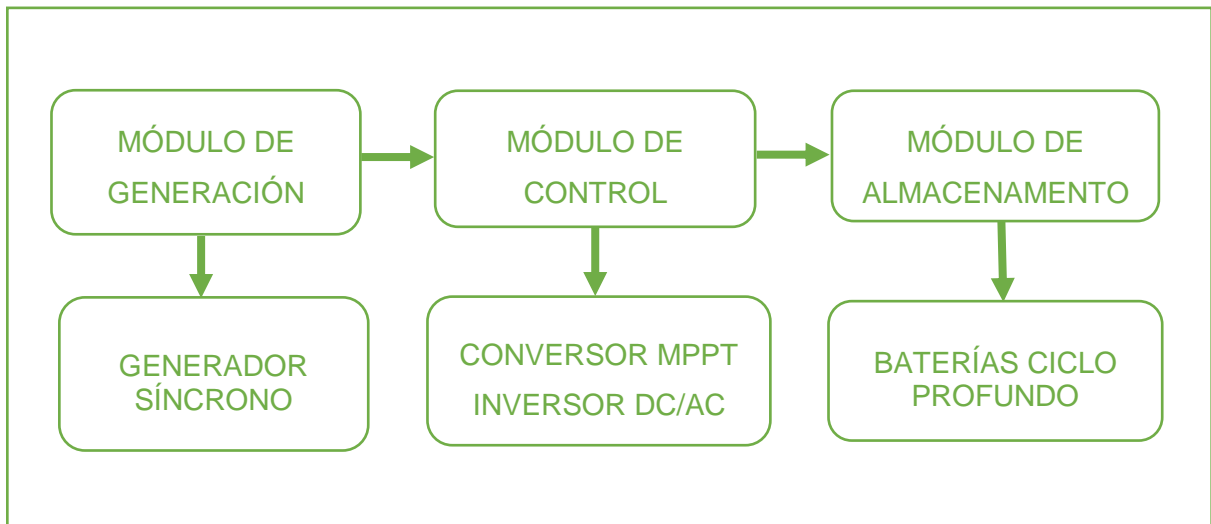 MÓDULO DE
GENERACIÓN
MÓDULO DE
CONTROL
MÓDULO DE
ALMACENAMENTO
GENERADOR
SÍNCRONO
CONVERSOR MPPT
INVERSOR DC/AC
BATERÍAS CICLO
PROFUNDO